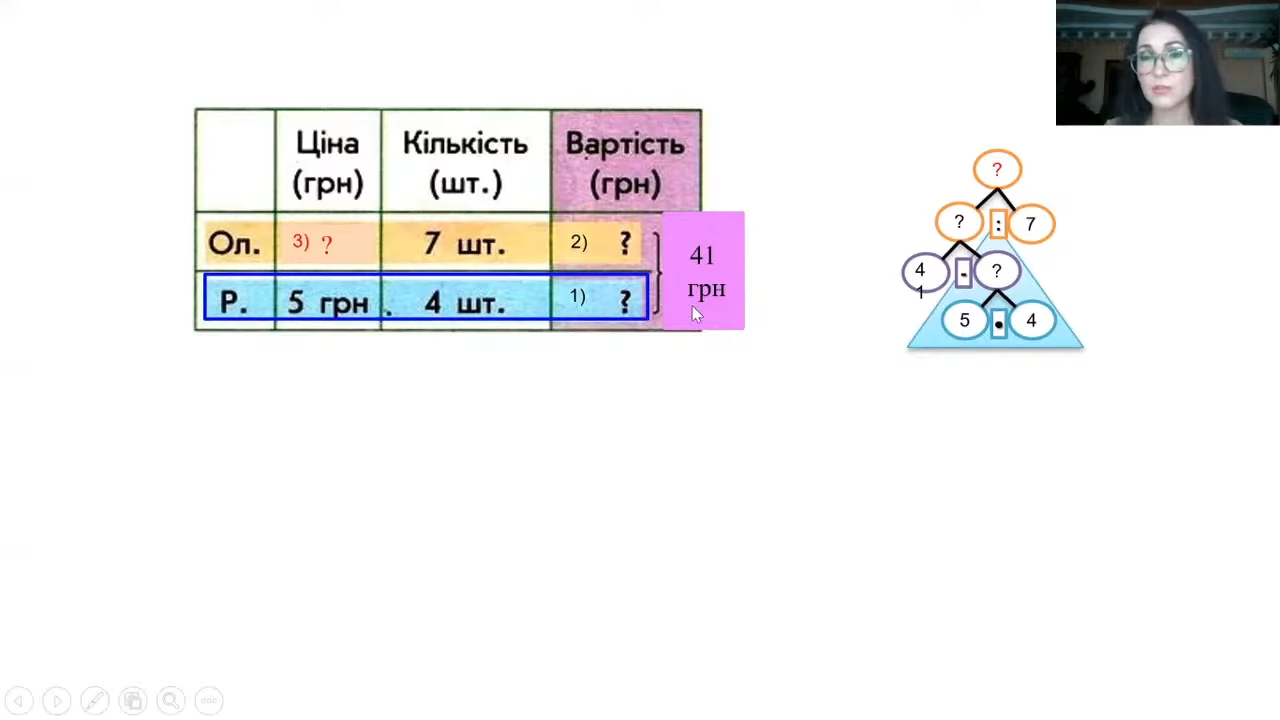 Ціна Кількість Вартість
(грн) (шт.) (грн)
Ол. 3) ? 7 шт. 2) ?
Р. 5 грн . 4 шт. 1) ?
41
грн
?
? : 7
4
1 - ?
5 • 4